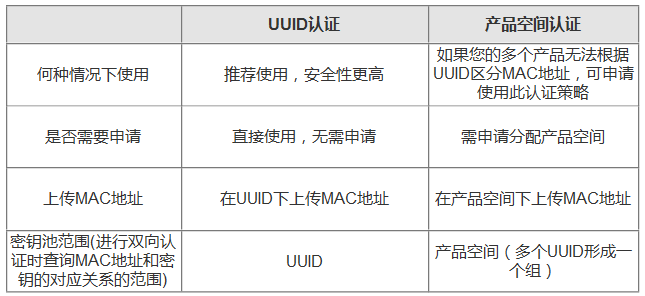 UUID认证 产品空间认证
何种情况下使用 推荐使用，安全性更高 如果您的多个产品无法根据
UUID区分MAC地址，可申请
使用此认证策略
是否需要申请 直接使用，无需申请 需申请分配产品空间
上传MAC地址 在UUID下上传MAC地址 在产品空间下上传MAC地址
密钥池范围(进行双向认
证时查询MAC地址和密
钥的对应关系的范围)
UUID
产品空间（多个UUID形成一
个组）